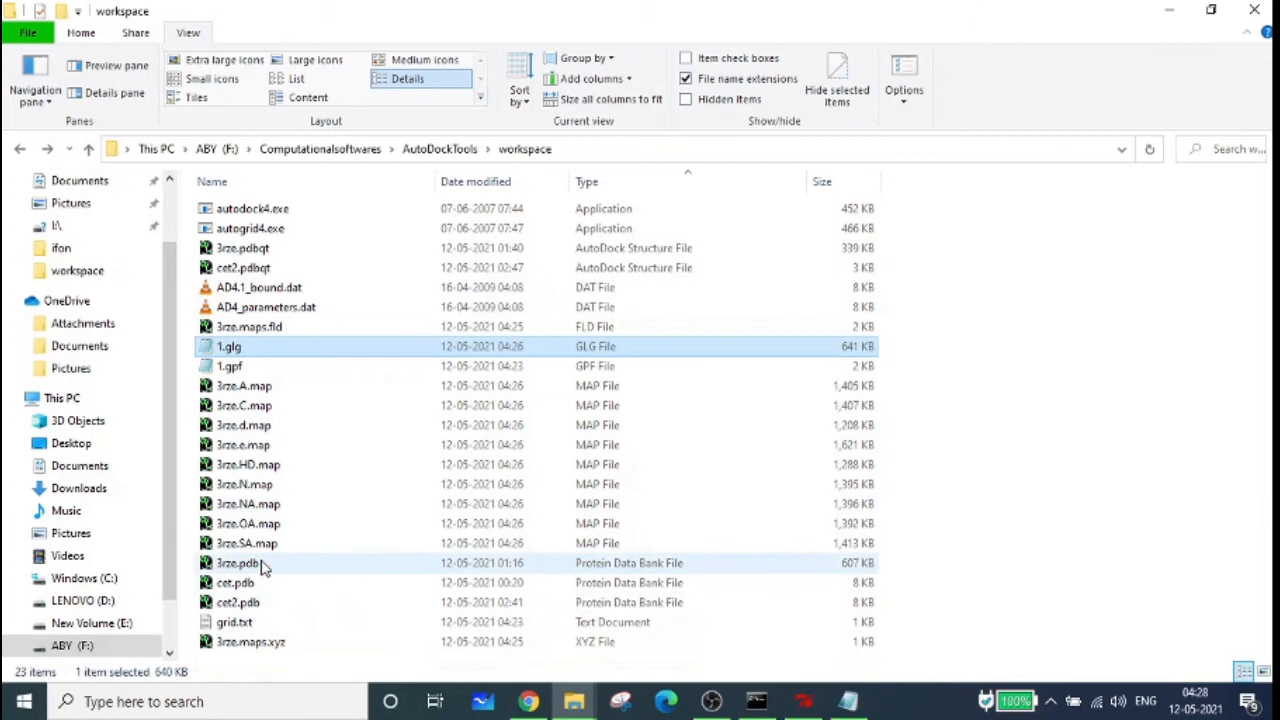 workspace
File Home Share View
Navigation pane
Preview pane
Details pane
Panes
Extra large icons Large icons Medium icons
Small icons List Details
Tiles Content
Layout
Sort by
Group by
Add columns
Size all columns to fit
Current view
Item check boxes
File name extensions
Hidden items
Hide selected items
Show/hide
Options
This PC ABY (F:) Computationalsoftwares AutoDockTools workspace
Search w...
Documents
Pictures
I\
ifon
workspace
OneDrive
Attachments
Documents
Pictures
This PC
3D Objects
Desktop
Documents
Downloads
Music
Pictures
Videos
Windows (C:)
LENOVO (D:)
New Volume (E:)
ABY (F:)
Name Date modified Type Size
autodock4.exe 07-06-2007 07:44 Application 452 KB
autogrid4.exe 07-06-2007 07:47 Application 466 KB
3rze.pdbqt 12-05-2021 01:40 AutoDock Structure File 339 KB
cet2.pdbqt 12-05-2021 02:47 AutoDock Structure File 3 KB
AD4.1_bound.dat 16-04-2009 04:08 DAT File 8 KB
AD4_parameters.dat 16-04-2009 04:08 DAT File 8 KB
3rze.maps.fld 12-05-2021 04:25 FLD File 2 KB
1.glg 12-05-2021 04:26 GLG File 641 KB
1.gpf 12-05-2021 04:23 GPF File 2 KB
3rze.A.map 12-05-2021 04:26 MAP File 1,405 KB
3rze.C.map 12-05-2021 04:26 MAP File 1,407 KB
3rze.d.map 12-05-2021 04:26 MAP File 1,208 KB
3rze.e.map 12-05-2021 04:26 MAP File 1,621 KB
3rze.HD.map 12-05-2021 04:26 MAP File 1,288 KB
3rze.N.map 12-05-2021 04:26 MAP File 1,395 KB
3rze.NA.map 12-05-2021 04:26 MAP File 1,396 KB
3rze.OA.map 12-05-2021 04:26 MAP File 1,392 KB
3rze.SA.map 12-05-2021 04:26 MAP File 1,413 KB
3rze.pdb 12-05-2021 01:16 Protein Data Bank File 607 KB
cet.pdb 12-05-2021 00:20 Protein Data Bank File 8 KB
cet2.pdb 12-05-2021 02:41 Protein Data Bank File 8 KB
grid.txt 12-05-2021 04:23 Text Document 1 KB
3rze.maps.xyz 12-05-2021 04:25 XYZ File 1 KB
23 items 1 item selected 640 KB
Type here to search
100%
ENG
04:28
12-05-2021
9